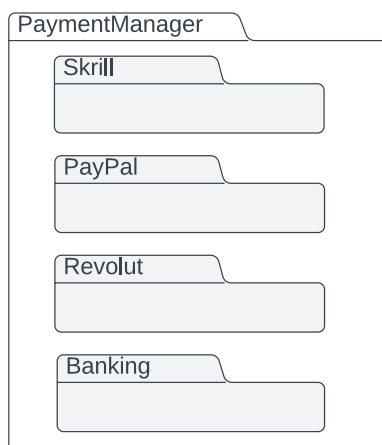 PaymentManager
Skrill
PayPal
Revolut
Banking